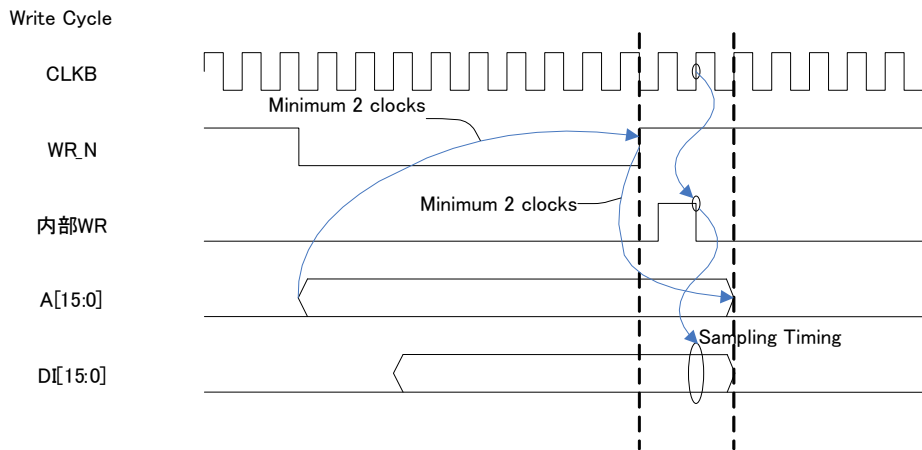 Write Cycle
CLKB
Minimum 2 clocks
WR_N
Minimum 2 clocks
内部WR
A[15:0]
Sampling Timing
DI[15:0]